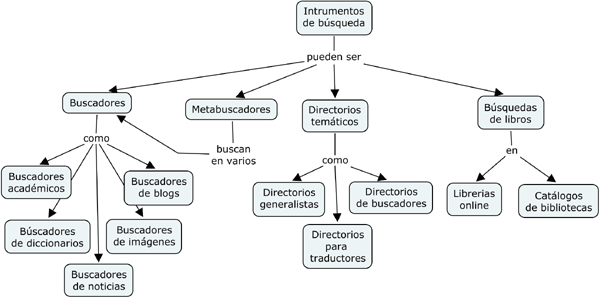 Intrumentos
de búsqueda
pueden ser
Buscadores
Metabuscadores
Directorios
temáticos
Búsquedas
de libros
como
buscan
en varios
como
en
Buscadores
académicos
Buscadores
de blogs
Búscadores
de diccionarios
Buscadores
de imágenes
Buscadores
de noticias
Directorios
generalistas
Directorios
de buscadores
Directorios
para
traductores
Librerias
online
Catálogos
de bibliotecas